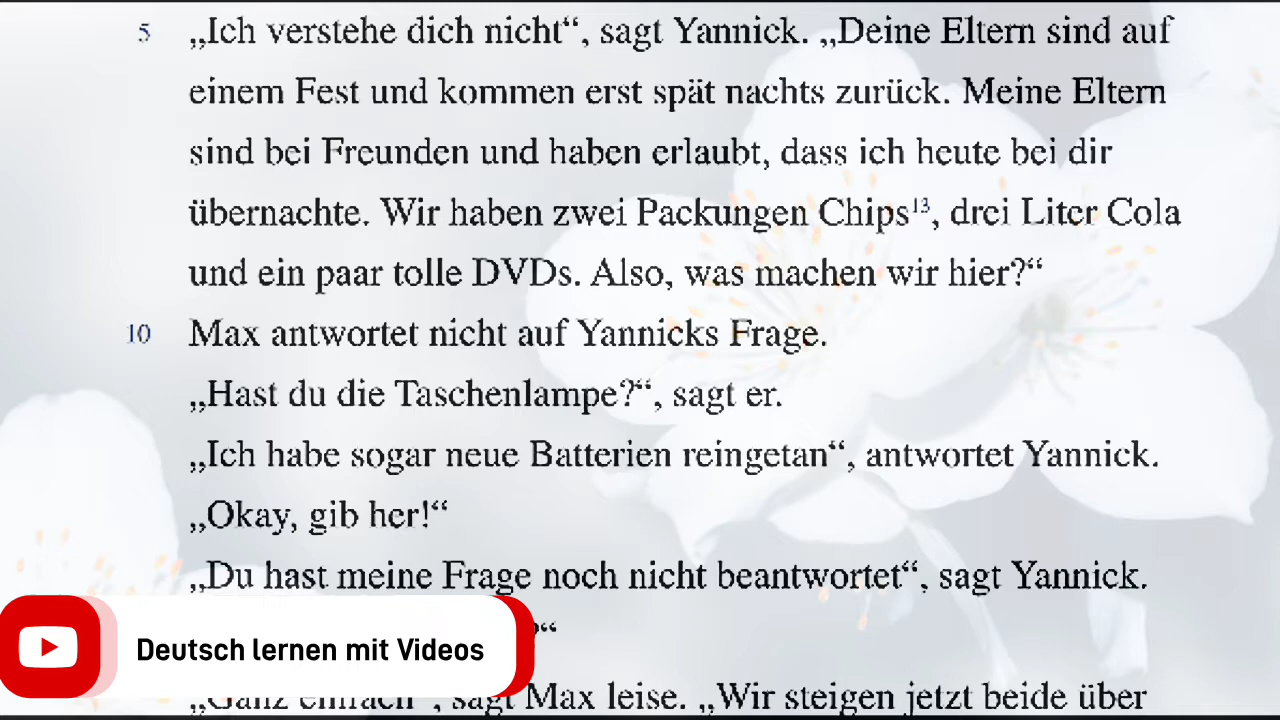 5 „Ich verstehe dich nicht“, sagt Yannick. „Deine Eltern sind auf
einem Fest und kommen erst spät nachts zurück. Meine Eltern
sind bei Freunden und haben erlaubt, dass ich heute bei dir
übernachte. Wir haben zwei Packungen Chips¹³, drei Liter Cola
und ein paar tolle DVDs. Also, was machen wir hier?“
10 Max antwortet nicht auf Yannicks Frage.
„Hast du die Taschenlampe?“, sagt er.
„Ich habe sogar neue Batterien reingetan“, antwortet Yannick.
„Okay, gib her!“
„Du hast meine Frage noch nicht beantwortet“, sagt Yannick.
?“
Deutsch lernen mit Videos
„Ganz einfach“, sagt Max leise. „Wir steigen jetzt beide über